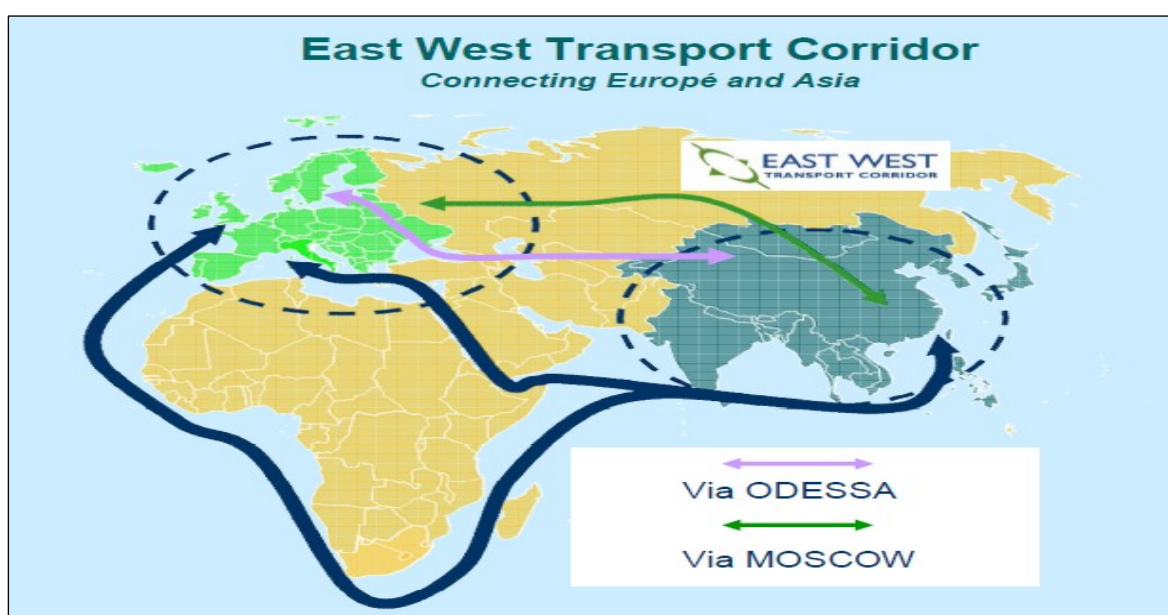 East West Transport Corridor
Connecting Europé and Asia
EAST WEST
TRANSPORT CORRIDOR
Via ODESSA
Via MOSCOW